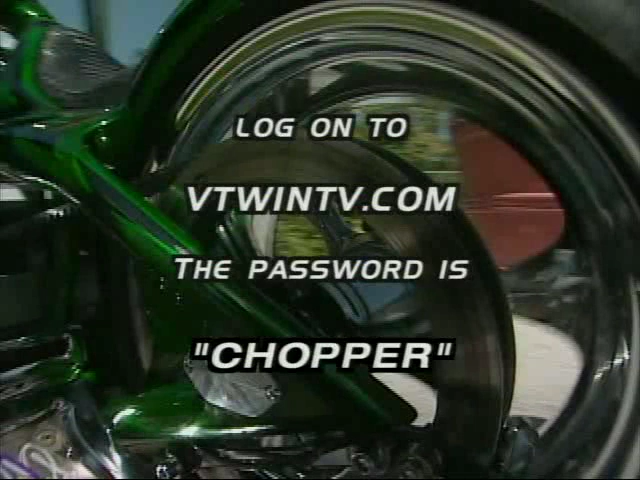 LOG ON TO
VTWINTV.COM
THE PASSWORD IS
"CHOPPER"